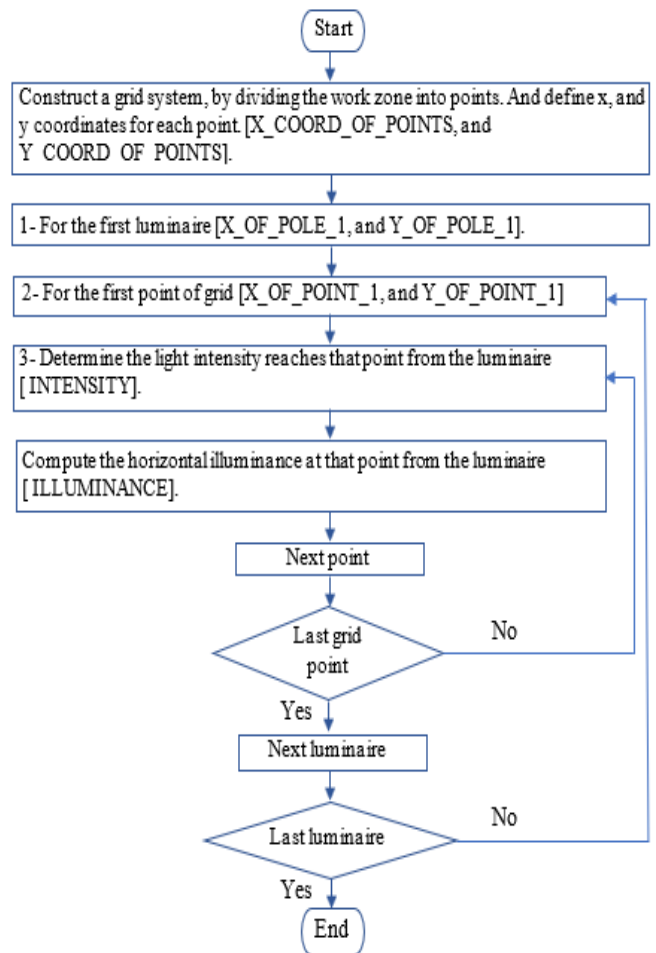 Start
Construct a grid system, by dividing the work zone into points. And define x, and
y coordinates for each point. [X_COORD_OF_POINTS, and
Y_COORD_OF_POINTS].
1- For the first luminaire [X_OF_POLE_1, and Y_OF_POLE_1].
2- For the first point of grid [X_OF_POINT_1, and Y_OF_POINT_1]
3- Determine the light intensity reaches that point from the luminaire
[ INTENSITY].
Compute the horizontal illuminance at that point from the luminaire
[ ILLUMINANCE].
Next point
Last grid
point
No
Yes
Next luminaire
Last luminaire
No
Yes
End